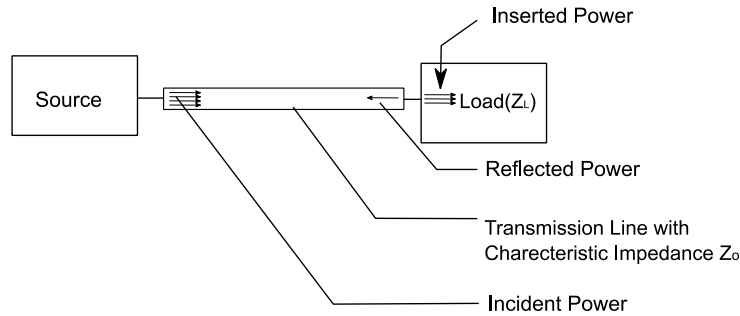 Inserted Power
Source
Load(ZL)
Reflected Power
Transmission Line with
Charecteristic Impedance Zo
Incident Power